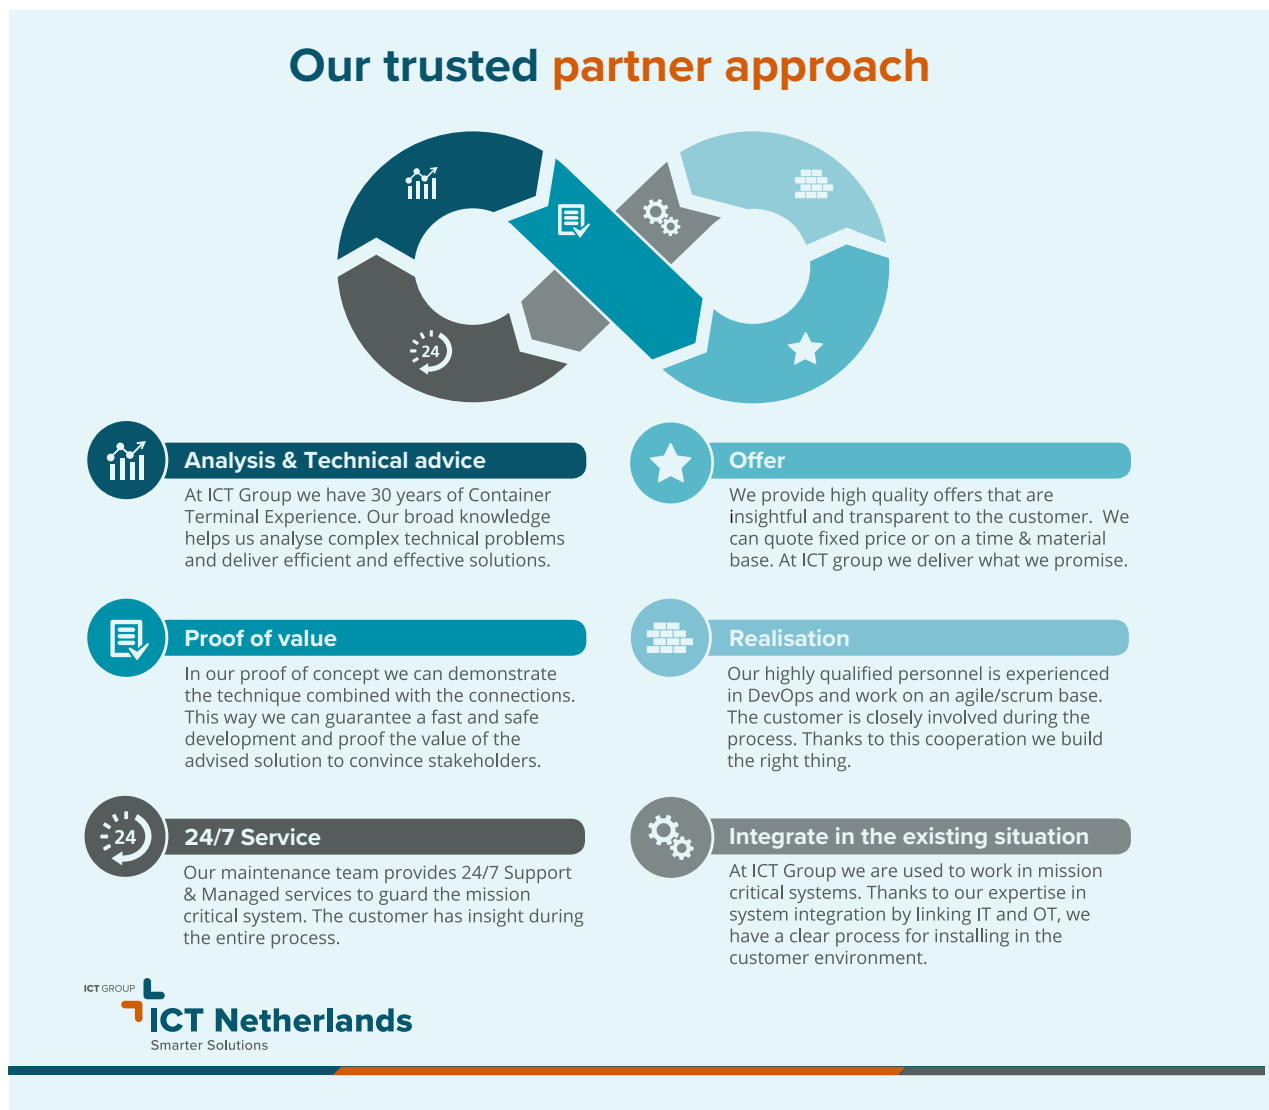 Our trusted partner approach
24
Analysis & Technical advice
At ICT Group we have 30 years of Container
Terminal Experience. Our broad knowledge
helps us analyse complex technical problems
and deliver efficient and effective solutions.
Offer
We provide high quality offers that are
insightful and transparent to the customer.  We
can quote fixed price or on a time & material
base. At ICT group we deliver what we promise.
Proof of value
In our proof of concept we can demonstrate
the technique combined with the connections.
This way we can guarantee a fast and safe
development and proof the value of the
advised solution to convince stakeholders.
Realisation
Our highly qualified personnel is experienced
in DevOps and work on an agile/scrum base.
The customer is closely involved during the
process. Thanks to this cooperation we build
the right thing.
24
24/7 Service
Our maintenance team provides 24/7 Support
& Managed services to guard the mission
critical system. The customer has insight during
the entire process.
Integrate in the existing situation
At ICT Group we are used to work in mission
critical systems. Thanks to our expertise in
system integration by linking IT and OT, we
have a clear process for installing in the
customer environment.
ICT GROUP
ICT Netherlands
Smarter Solutions